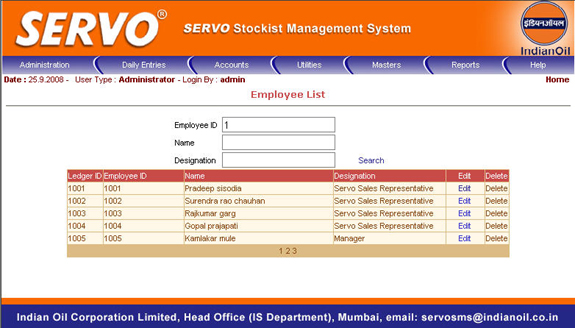 SERVO® SERVO Stockist Management System
इंडियनऑयल
IndianOil
Administration Daily Entries Accounts Utilities Masters Reports Help
Date : 25.9.2008 - User Type : Administrator - Login By : admin Home
Employee List
Employee ID 1
Name
Designation Search
Ledger ID Employee ID Name Designation Edit Delete
1001 1001 Pradeep sisodia Servo Sales Representative Edit Delete
1002 1002 Surendra rao chauhan Servo Sales Representative Edit Delete
1003 1003 Rajkumar garg Servo Sales Representative Edit Delete
1004 1004 Gopal prajapati Servo Sales Representative Edit Delete
1005 1005 Kamlakar mule Manager Edit Delete
1 2 3
Indian Oil Corporation Limited, Head Office (IS Department), Mumbai, email: servosms@indianoil.co.in